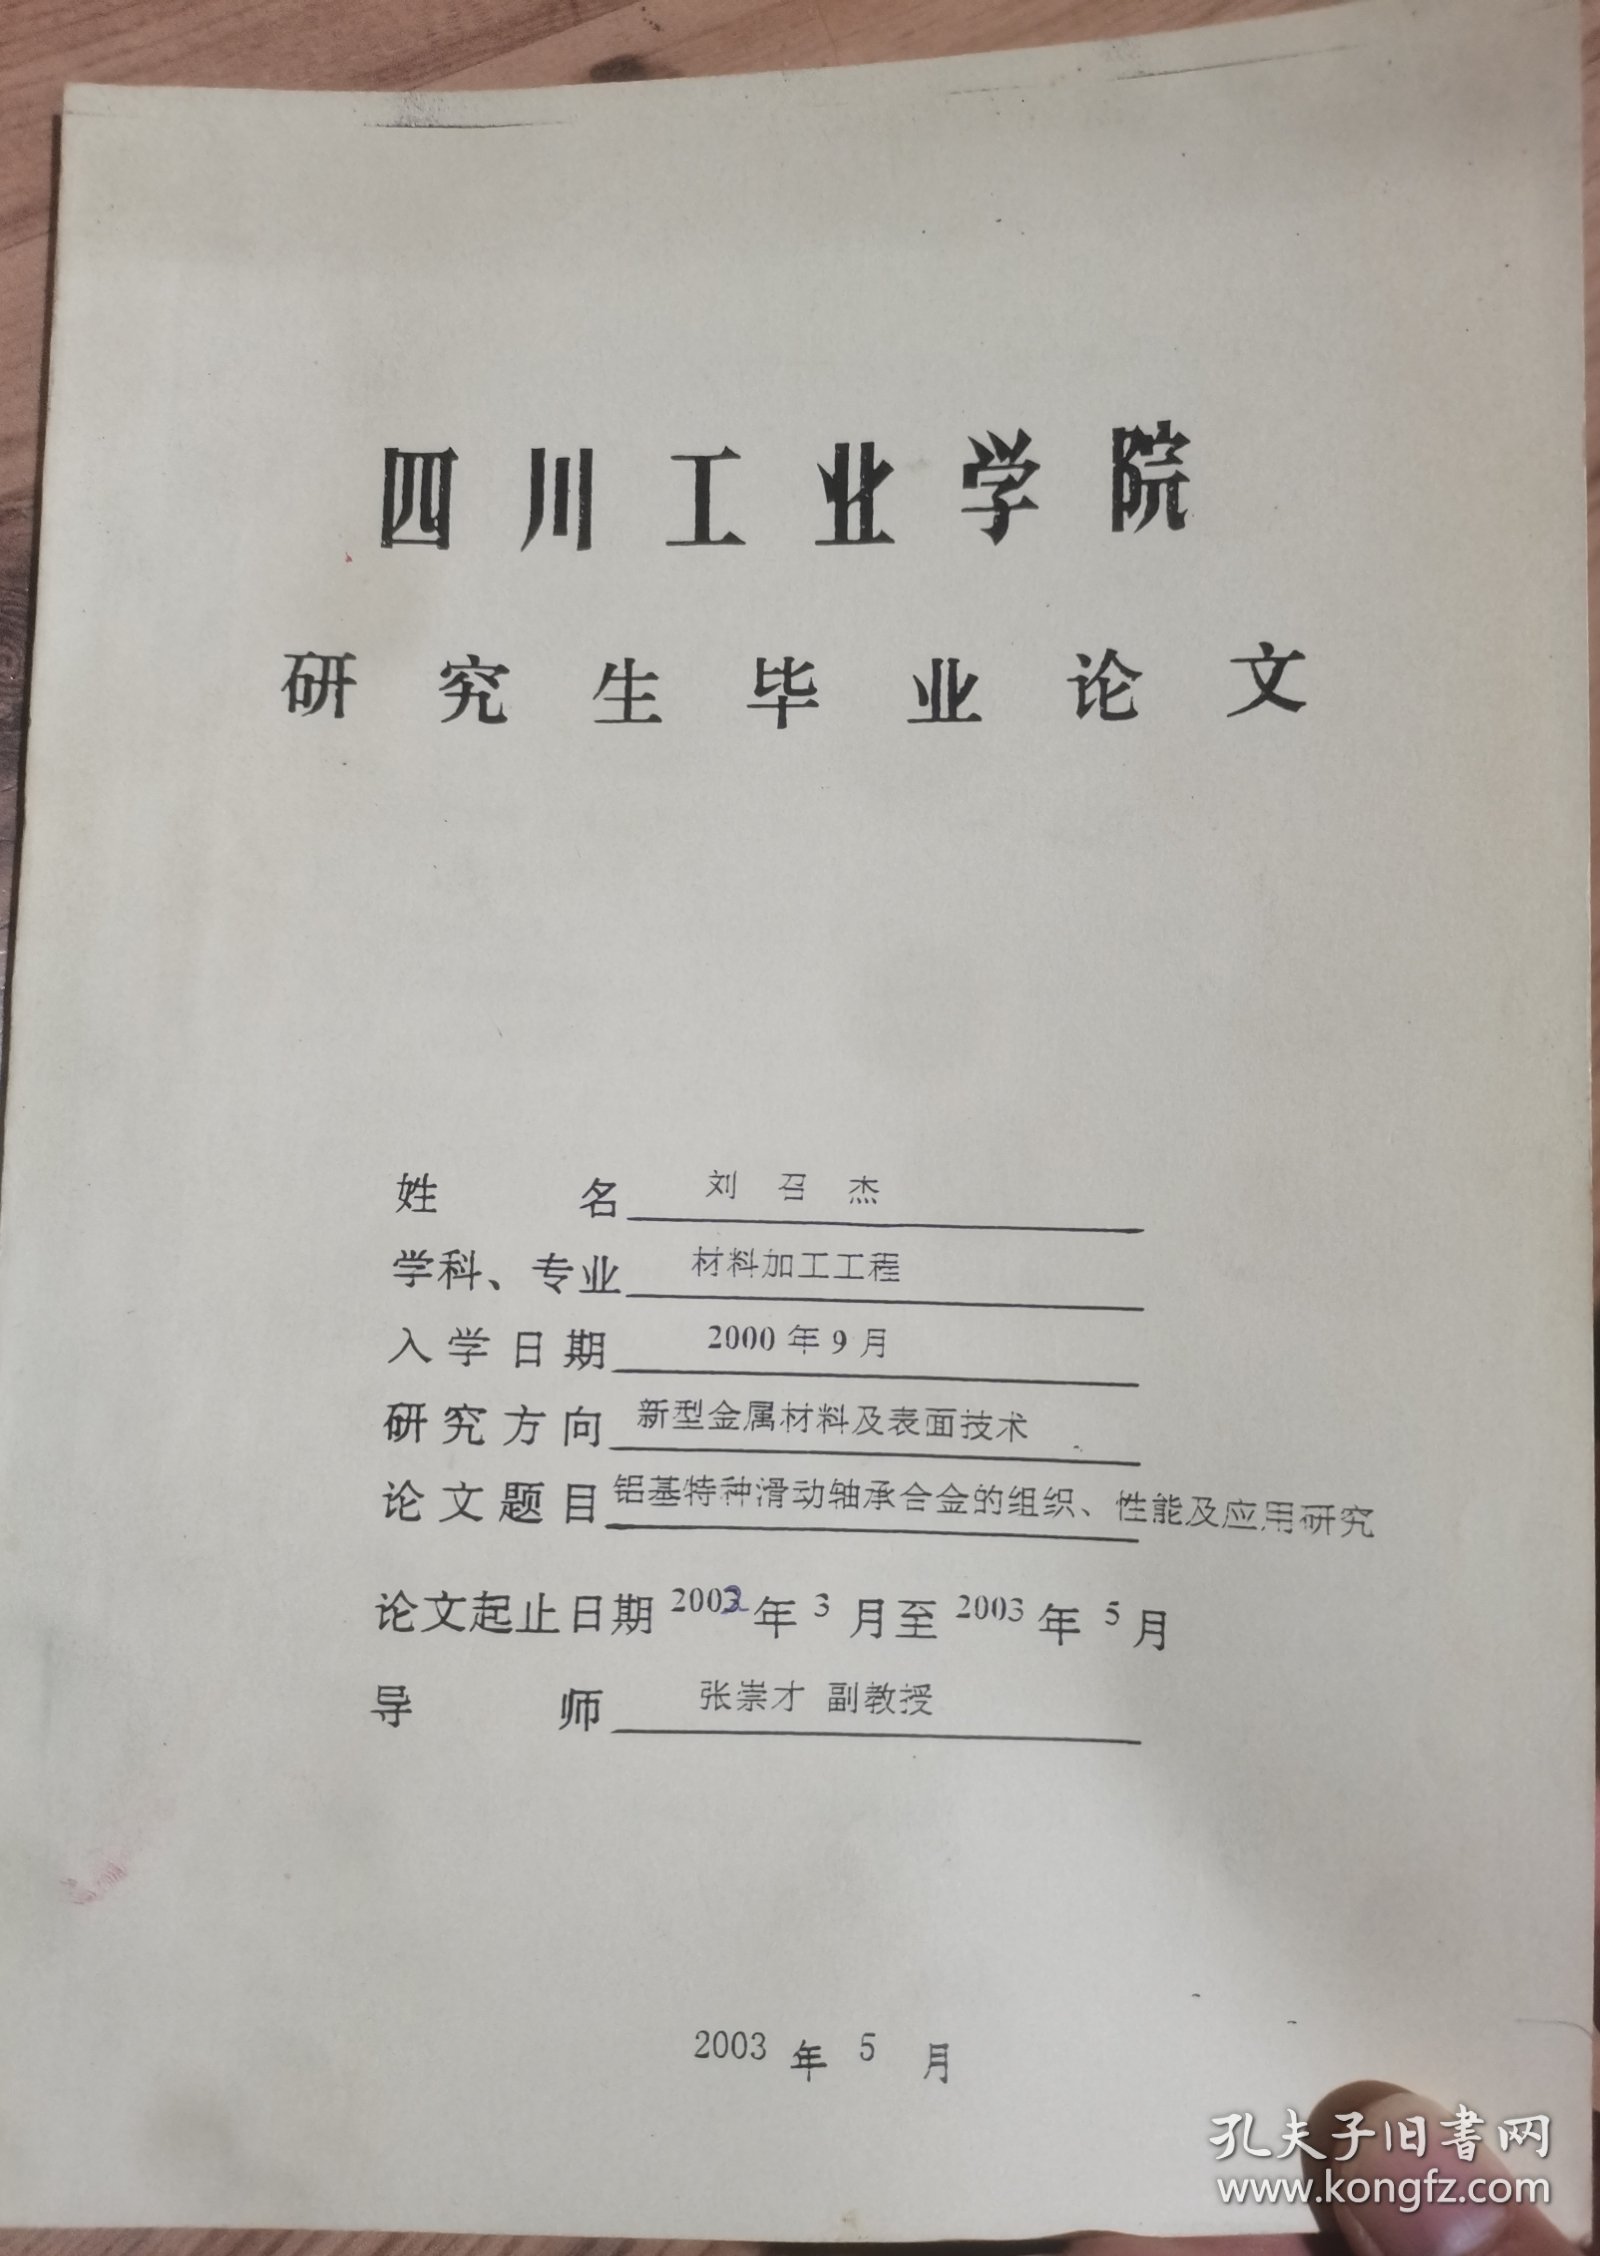 四川工业学院
研究生毕业论文
姓名 刘召杰
学科、专业 材料加工工程
入学日期 2000年9月
研究方向 新型金属材料及表面技术
论文题目 铝基特种滑动轴承合金的组织、性能及应用研究
论文起止日期 2002年3月至2003年5月
导师 张崇才 副教授
2003年5月
孔夫子旧书网
www.kongfz.com